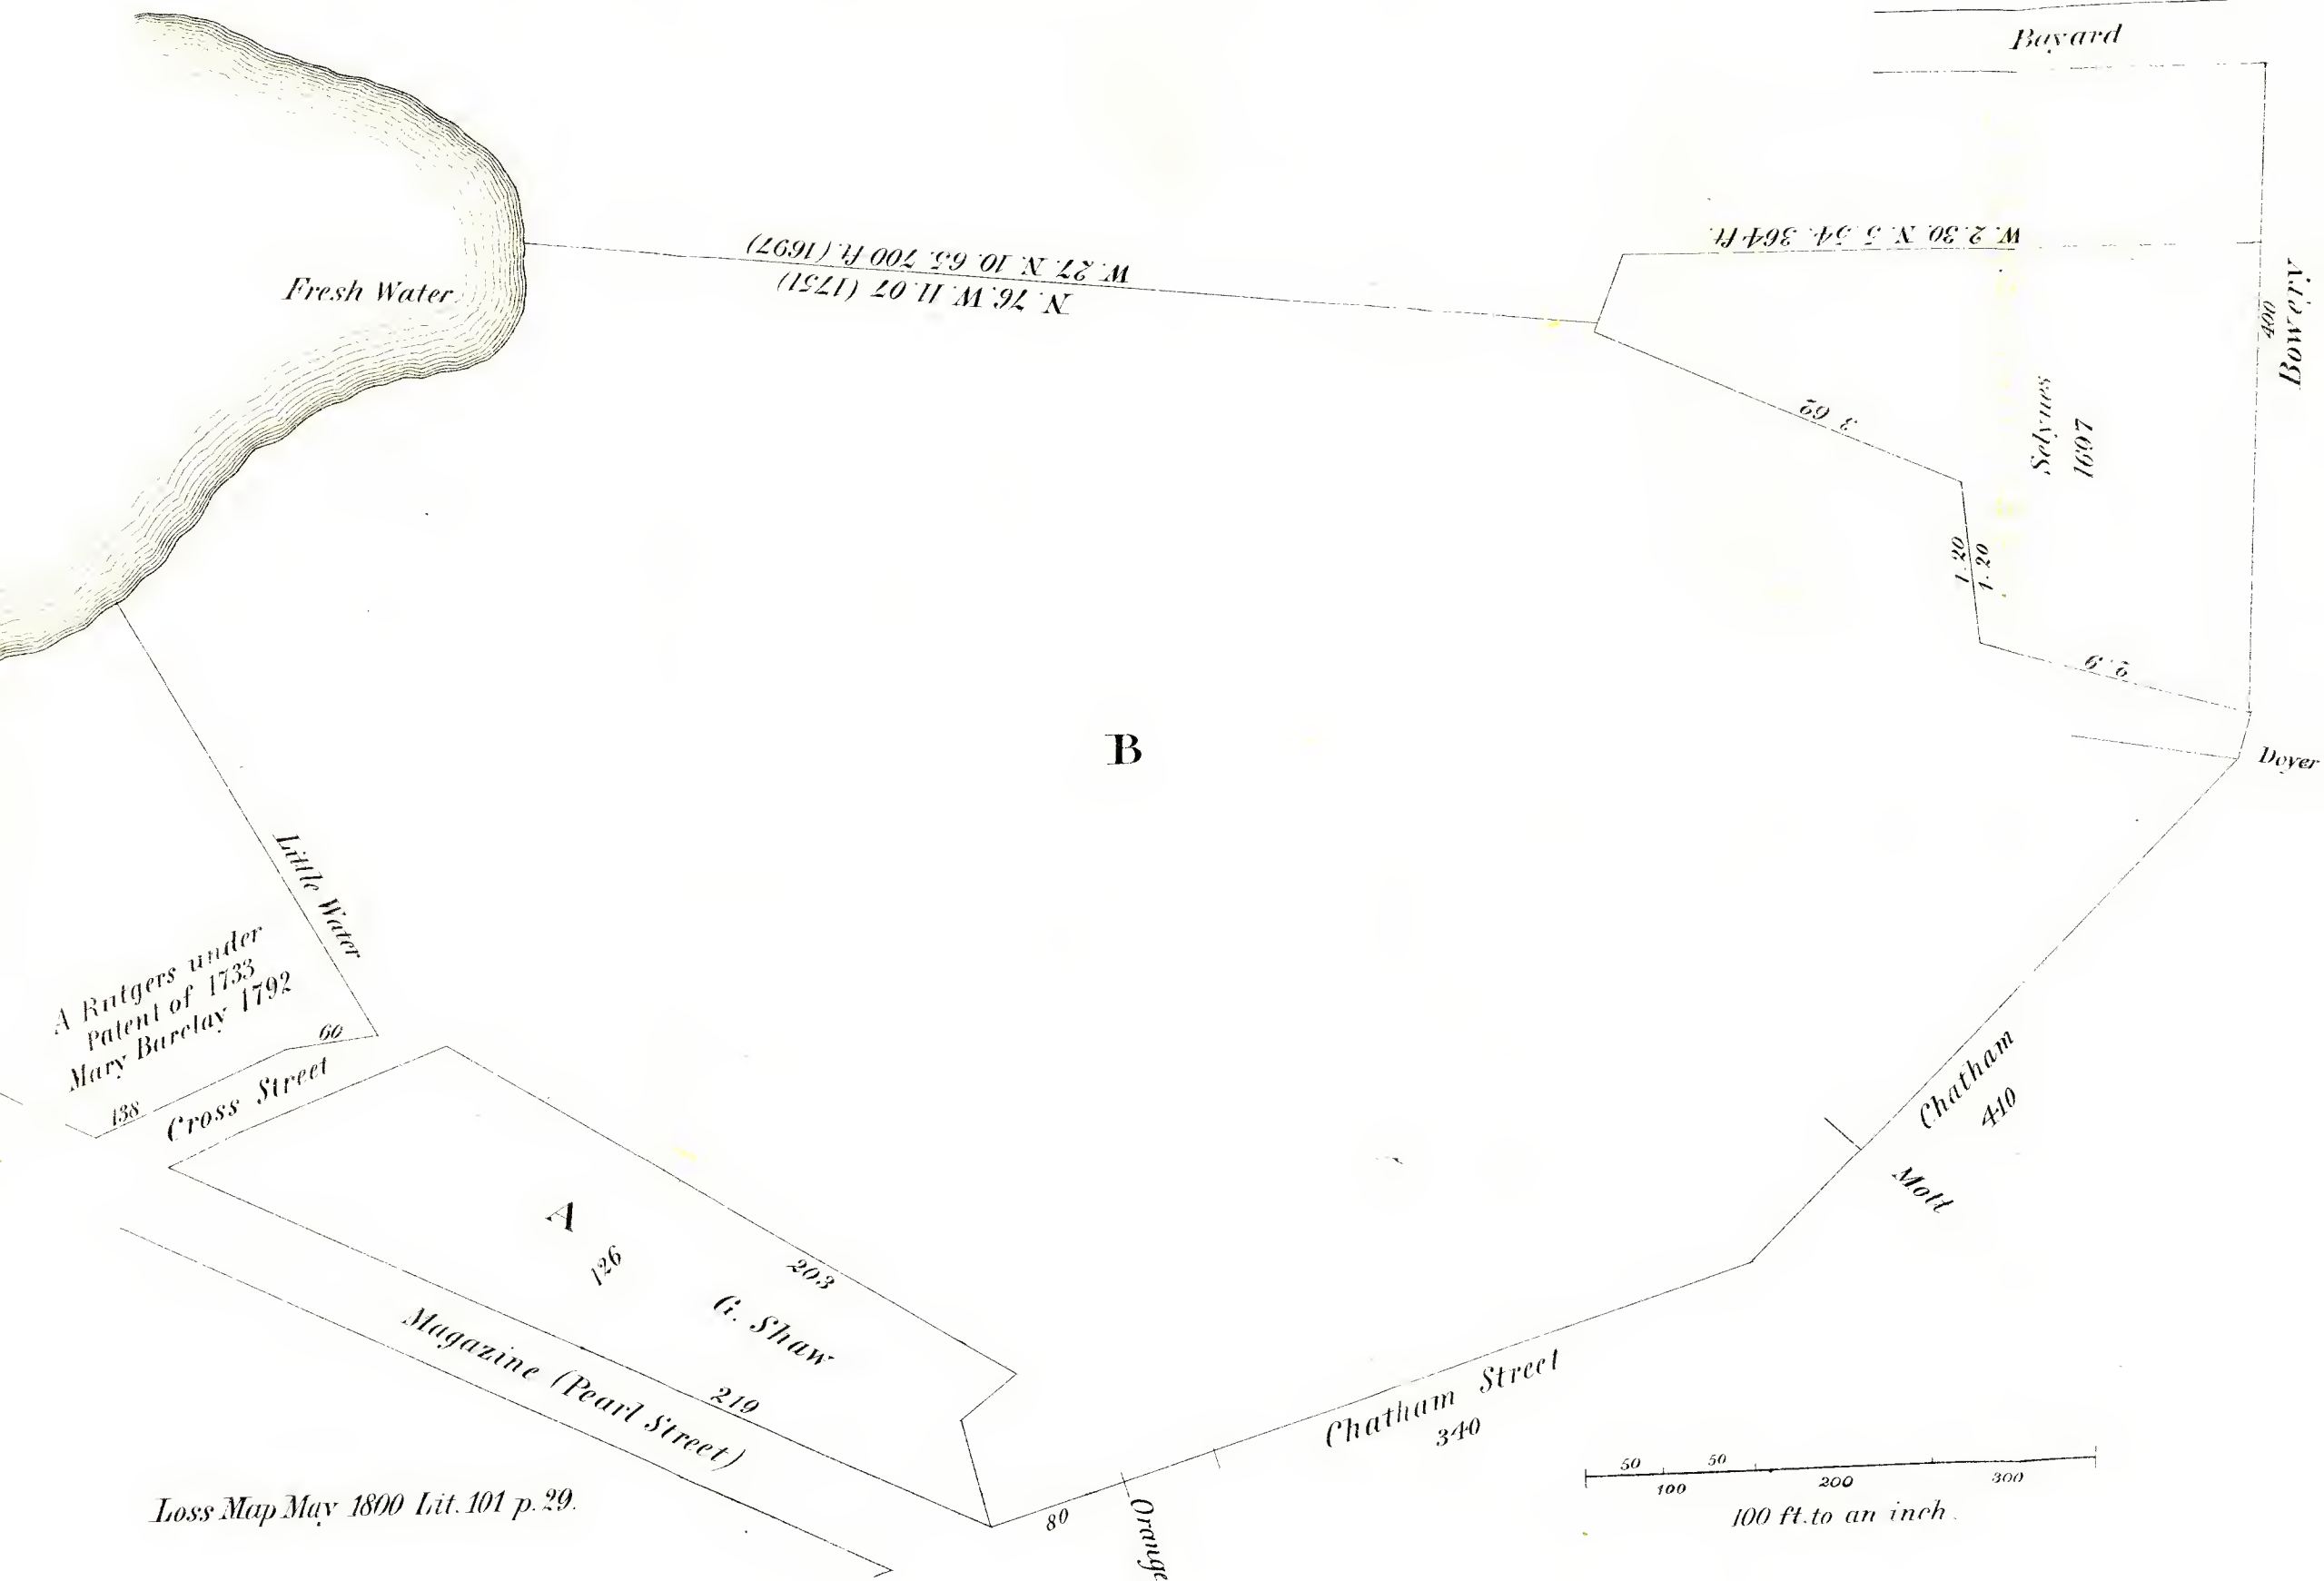 Bayard
W. 2. 30. N. 5. 54. 364 ft.
W. 27. N. 10. 65. 700 ft. (1697)
N. 76. W. 11. 07 (1751)
Fresh Water
Bowery
400
3 62
Selynes
1697
1. 20
1. 20
2. 9
B
Doyer
Little Water
A Rutgers under
Patent of 1733
Mary Barclay 1792
60
138
Cross Street
Chatham
410
Mott
A
126
203
G. Shaw
219
Magazine (Pearl Street)
Chatham Street
340
80
Orange
50 50
100 200 300
100 ft. to an inch.
Loss Map May 1800 Lit. 101 p. 29.